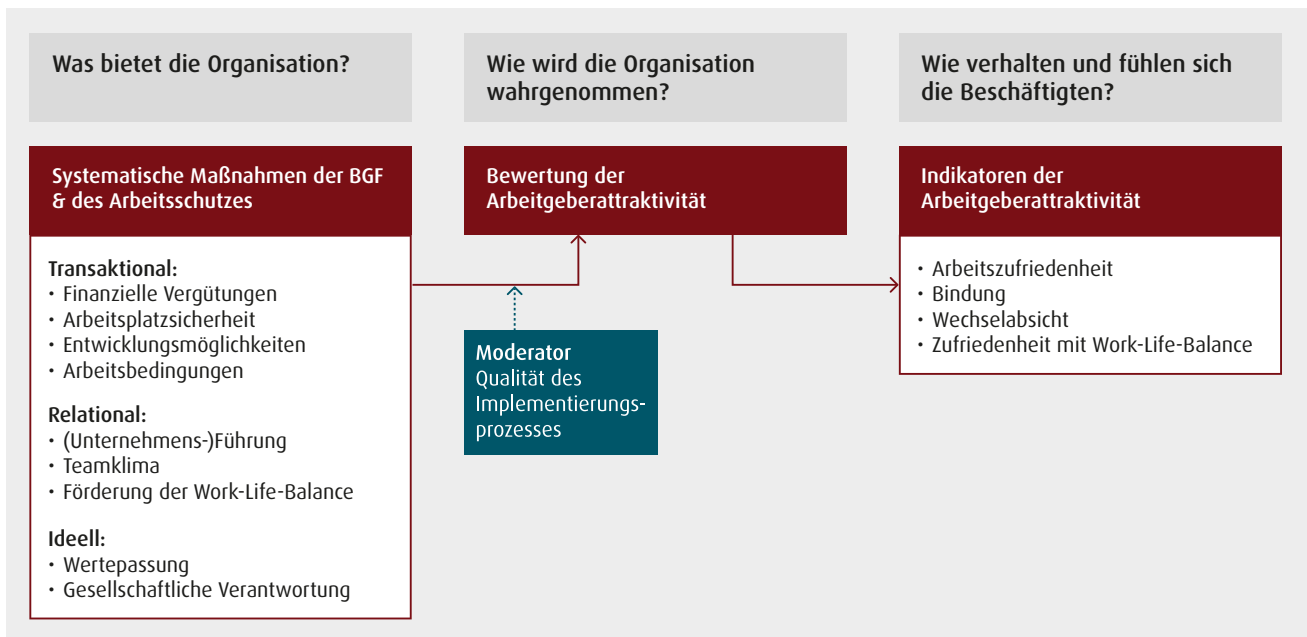 Was bietet die Organisation?
Wie wird die Organisation
wahrgenommen?
Wie verhalten und fühlen sich
die Beschäftigten?
Systematische Maßnahmen der BGF
& des Arbeitsschutzes
Transaktional:
• Finanzielle Vergütungen
• Arbeitsplatzsicherheit
• Entwicklungsmöglichkeiten
• Arbeitsbedingungen
Relational:
• (Unternehmens-)Führung
• Teamklima
• Förderung der Work-Life-Balance
Ideell:
• Wertepassung
• Gesellschaftliche Verantwortung
Bewertung der
Arbeitgeberattraktivität
Moderator
Qualität des
Implementierungs-
prozesses
Indikatoren der
Arbeitgeberattraktivität
• Arbeitszufriedenheit
• Bindung
• Wechselabsicht
• Zufriedenheit mit Work-Life-Balance